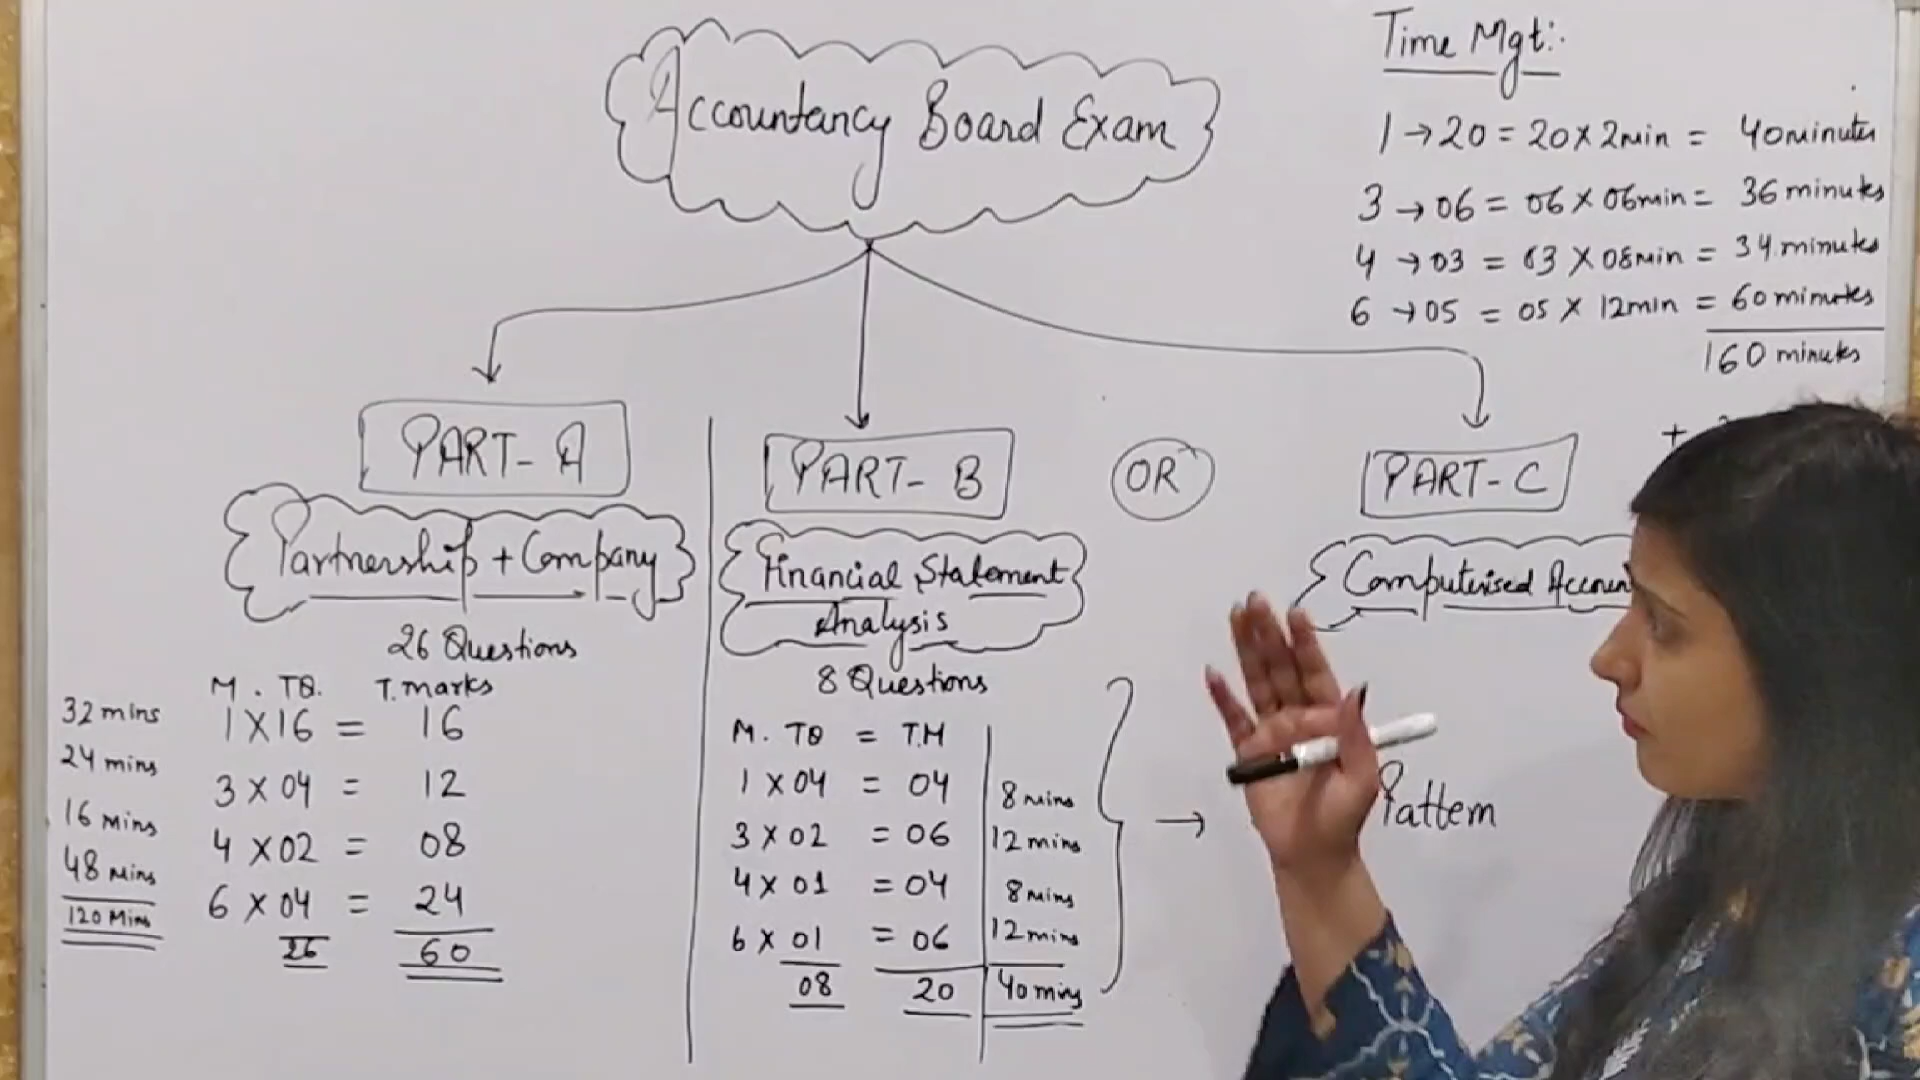 Accountancy Board Exam
Time Mgt:-
1 → 20 = 20 x 2min = 40 minutes
3 → 06 = 06 x 06min = 36 minutes
4 → 03 = 03 x 08min = 34 minutes
6 → 05 = 05 x 12min = 60 minutes
160 minutes
+
PART- A
Partnership + Company
26 Questions
M . TQ. T. marks
32 mins 1 x 16 = 16
24 mins 3 x 04 = 12
16 mins 4 x 02 = 08
48 mins 6 x 04 = 24
120 Mins 26 60
PART- B
Financial Statement
Analysis
8 Questions
M . TQ = T.M
1 x 04 = 04 8 mins
3 x 02 = 06 12 mins
4 x 01 = 04 8 mins
6 x 01 = 06 12 mins
08 20 40 mins
OR
PART- C
Computerised
→ Pattern